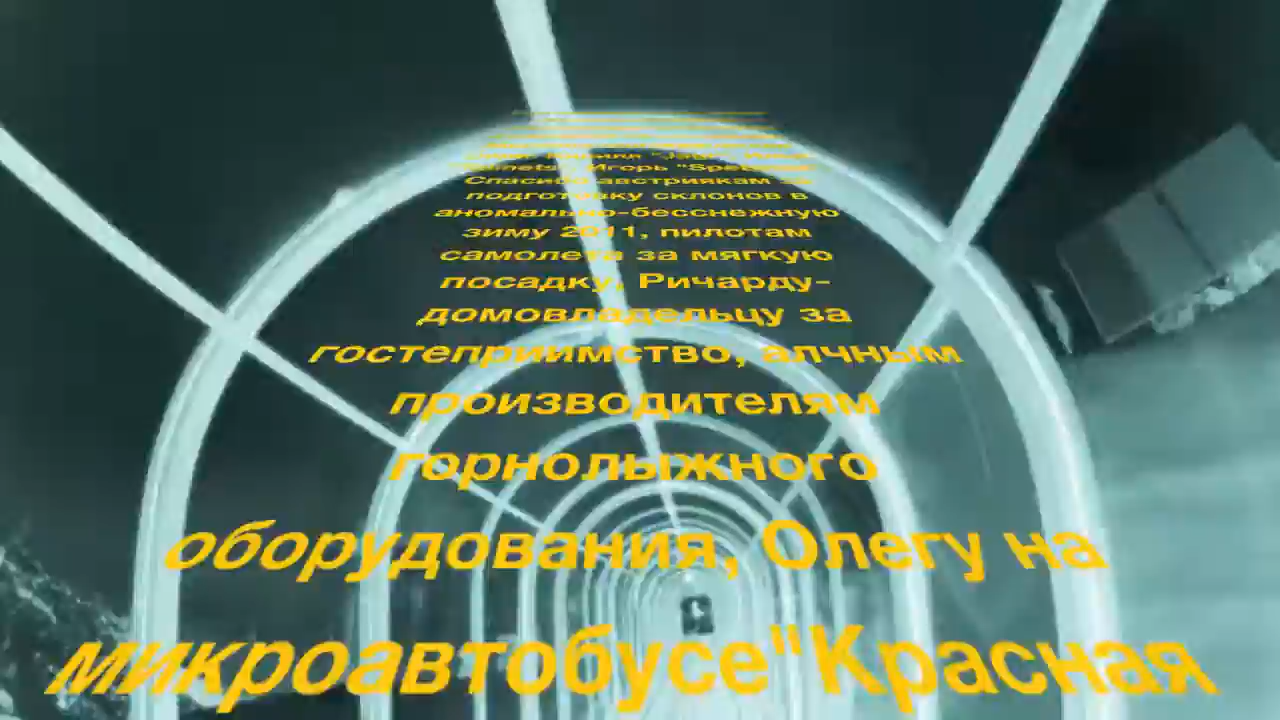 Игорь
Спасибо австриякам за
подготовку склонов в
аномально-бесснежную
зиму 2011, пилотам
самолета за мягкую
посадку, Ричарду-
домовладельцу за
гостеприимство, алчным
производителям
горнолыжного
оборудования, Олегу на
микроавтобусе"Красная